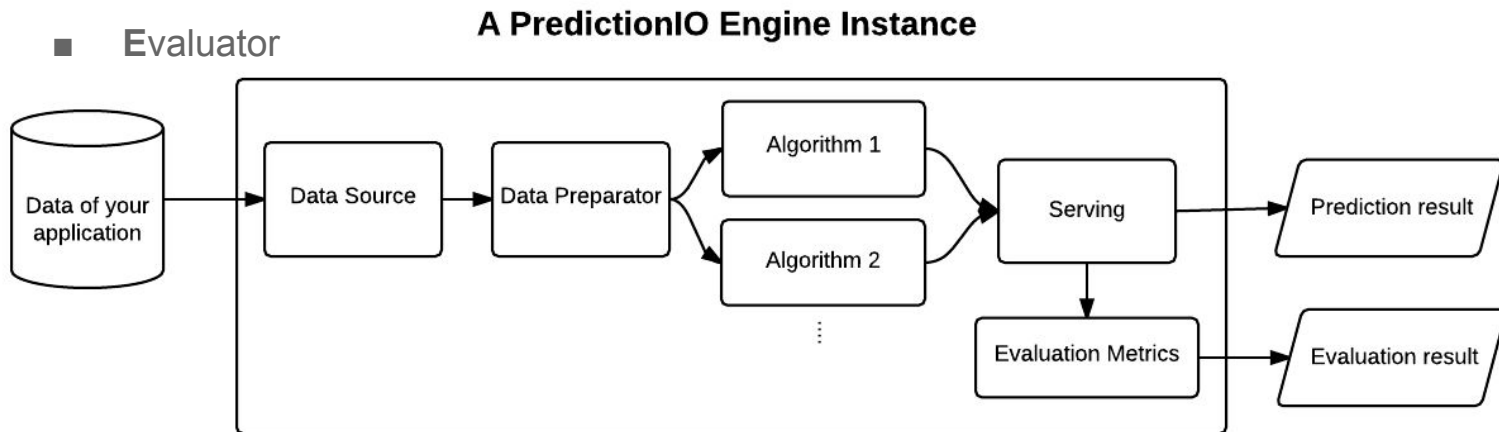 A PredictionIO Engine Instance
■ Evaluator
Data of your
application
Data Source
Data Preparator
Algorithm 1
Algorithm 2
Serving
Evaluation Metrics
Prediction result
Evaluation result